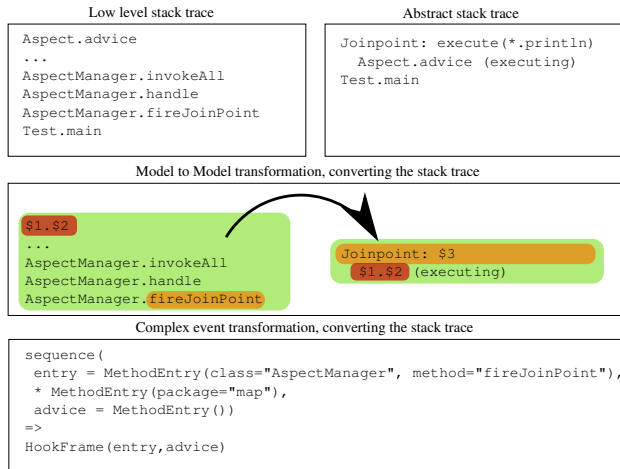 Low level stack trace
Aspect.advice
...
AspectManager.invokeAll
AspectManager.handle
AspectManager.fireJoinPoint
Test.main
Abstract stack trace
Joinpoint: execute(*.println)
  Aspect.advice (executing)
Test.main
Model to Model transformation, converting the stack trace
$1.$2
...
AspectManager.invokeAll
AspectManager.handle
AspectManager.fireJoinPoint
Joinpoint: $3
  $1.$2 (executing)
Complex event transformation, converting the stack trace
sequence(
 entry = MethodEntry(class="AspectManager", method="fireJoinPoint"),
 * MethodEntry(package="map"),
 advice = MethodEntry())
=>
HookFrame(entry,advice)